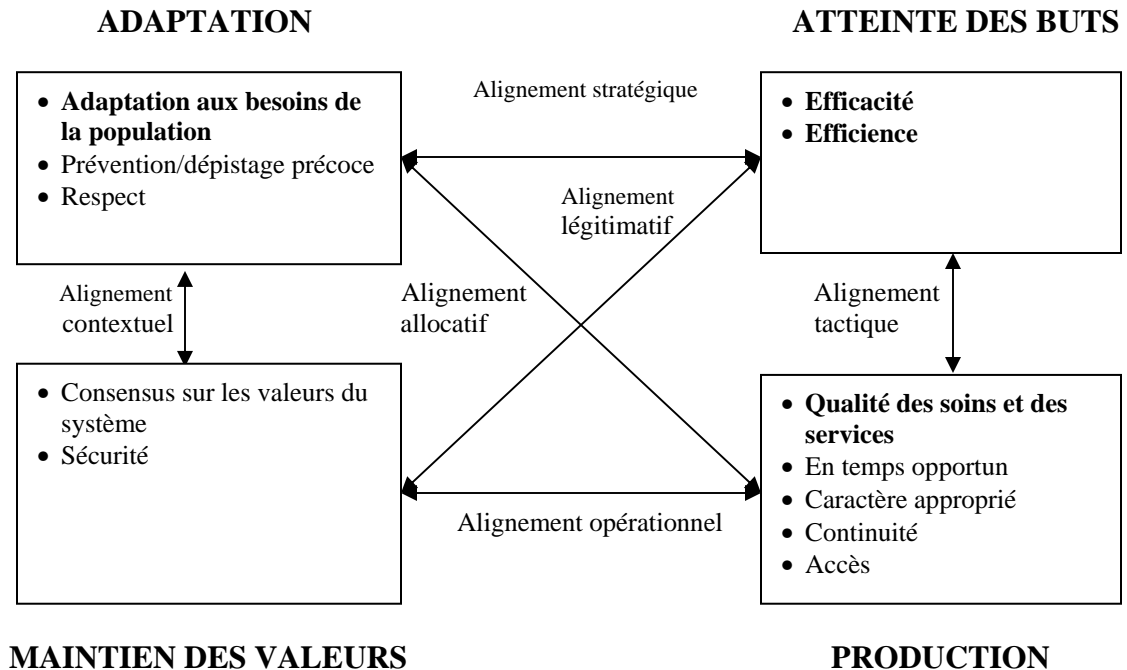 ADAPTATION
ATTEINTE DES BUTS
• Adaptation aux besoins de
la population
• Prévention/dépistage précoce
• Respect
Alignement stratégique
• Efficacité
• Efficience
Alignement
légitimatif
Alignement
contextuel
Alignement
allocatif
Alignement
tactique
• Consensus sur les valeurs du
système
• Sécurité
• Qualité des soins et des
services
• En temps opportun
• Caractère approprié
• Continuité
• Accès
Alignement opérationnel
MAINTIEN DES VALEURS
PRODUCTION